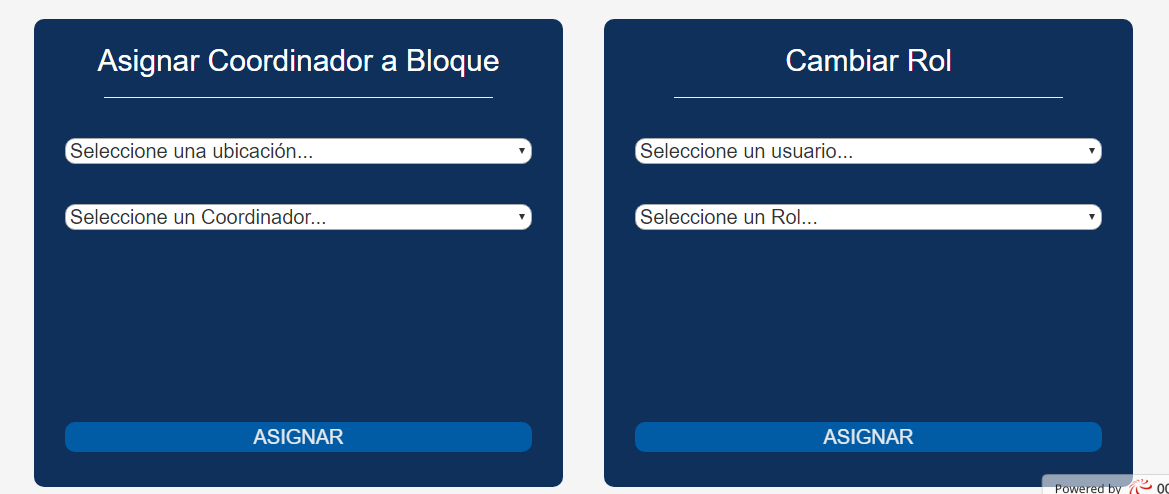 Asignar Coordinador a Bloque
Seleccione una ubicación...
Seleccione un Coordinador...
ASIGNAR
Cambiar Rol
Seleccione un usuario...
Seleccione un Rol...
ASIGNAR
Powered by